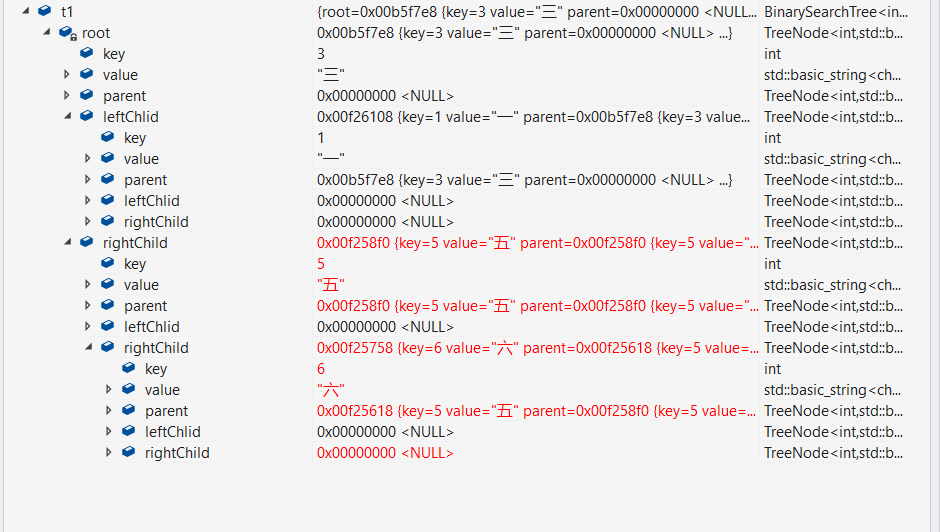 t1 {root=0x00b5f7e8 {key=3 value="三" parent=0x00000000 <NULL... BinarySearchTree<in...
root 0x00b5f7e8 {key=3 value="三" parent=0x00000000 <NULL> ...} TreeNode<int,std::b...
key 3 int
value "三" std::basic_string<ch...
parent 0x00000000 <NULL> TreeNode<int,std::b...
leftChlid 0x00f26108 {key=1 value="一" parent=0x00b5f7e8 {key=3 value... TreeNode<int,std::b...
key 1 int
value "一" std::basic_string<ch...
parent 0x00b5f7e8 {key=3 value="三" parent=0x00000000 <NULL> ...} TreeNode<int,std::b...
leftChlid 0x00000000 <NULL> TreeNode<int,std::b...
rightChild 0x00000000 <NULL> TreeNode<int,std::b...
rightChild 0x00f258f0 {key=5 value="五" parent=0x00f258f0 {key=5 value="... TreeNode<int,std::b...
key 5 int
value "五" std::basic_string<ch...
parent 0x00f258f0 {key=5 value="五" parent=0x00f258f0 {key=5 value="... TreeNode<int,std::b...
leftChlid 0x00000000 <NULL> TreeNode<int,std::b...
rightChild 0x00f25758 {key=6 value="六" parent=0x00f25618 {key=5 value=... TreeNode<int,std::b...
key 6 int
value "六" std::basic_string<ch...
parent 0x00f25618 {key=5 value="五" parent=0x00f258f0 {key=5 value=... TreeNode<int,std::b...
leftChlid 0x00000000 <NULL> TreeNode<int,std::b...
rightChild 0x00000000 <NULL> TreeNode<int,std::b...